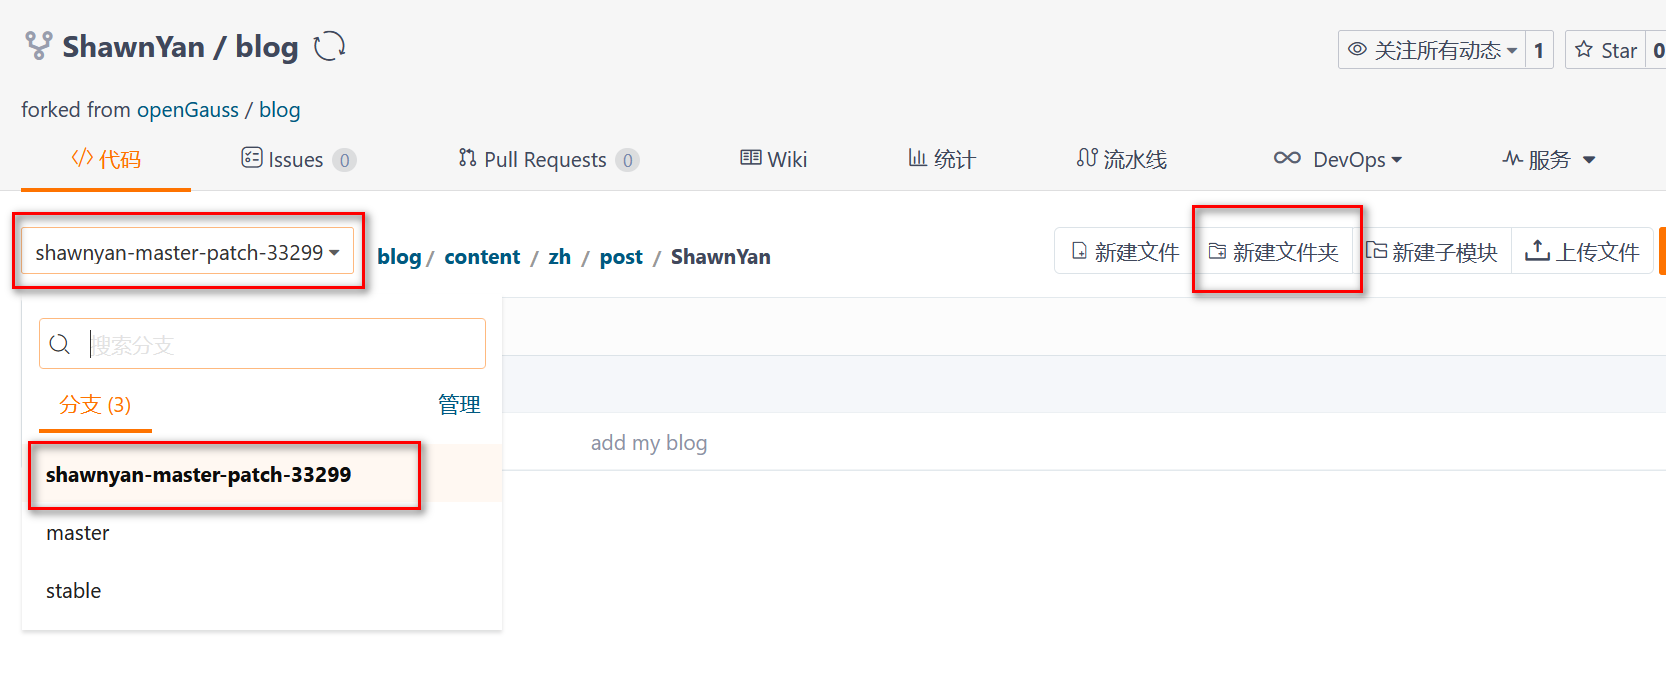 ShawnYan / blog
关注所有动态 1 Star 0
forked from openGauss / blog
代码 Issues 0 Pull Requests 0 Wiki 统计 流水线 DevOps 服务
shawnyan-master-patch-33299 blog / content / zh / post / ShawnYan 新建文件 新建文件夹 新建子模块 上传文件
搜索分支
分支 (3) 管理
shawnyan-master-patch-33299 add my blog
master
stable